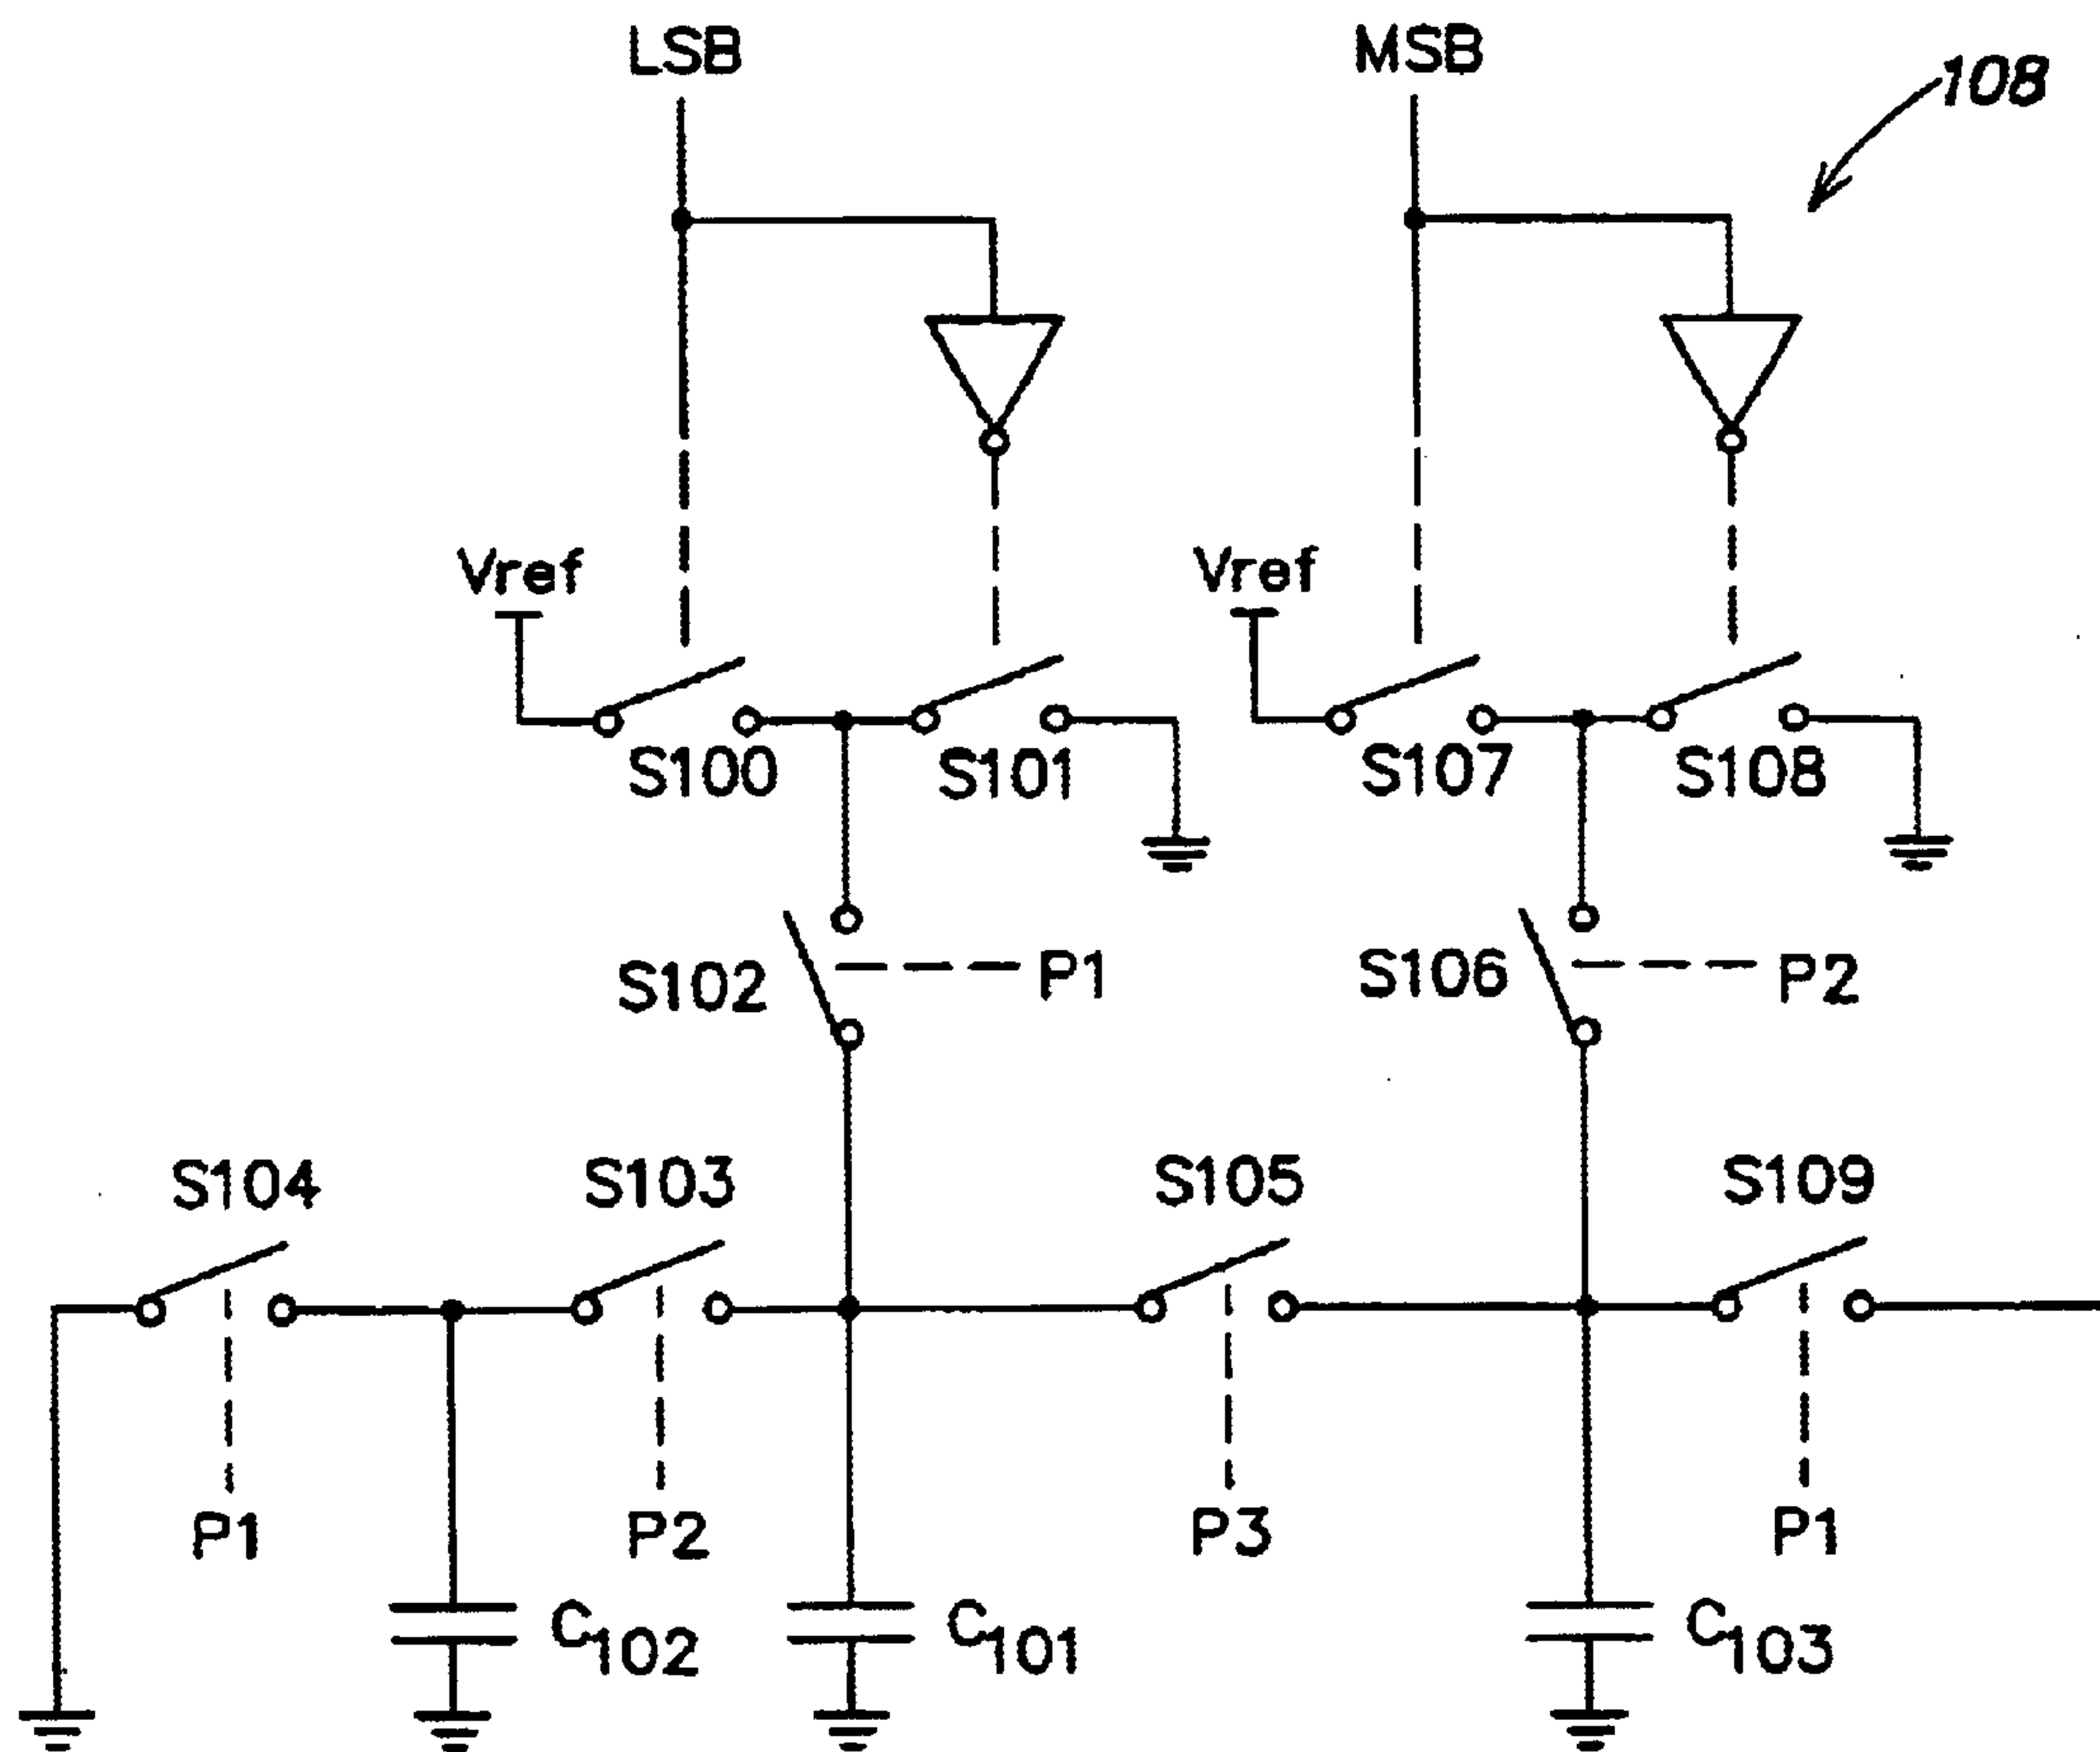 LSB
MSB
108
Vref
Vref
S100
S101
S107
S108
S102
P1
S106
P2
S104
S103
S105
S109
P1
P2
P3
P1
C102
C101
C103